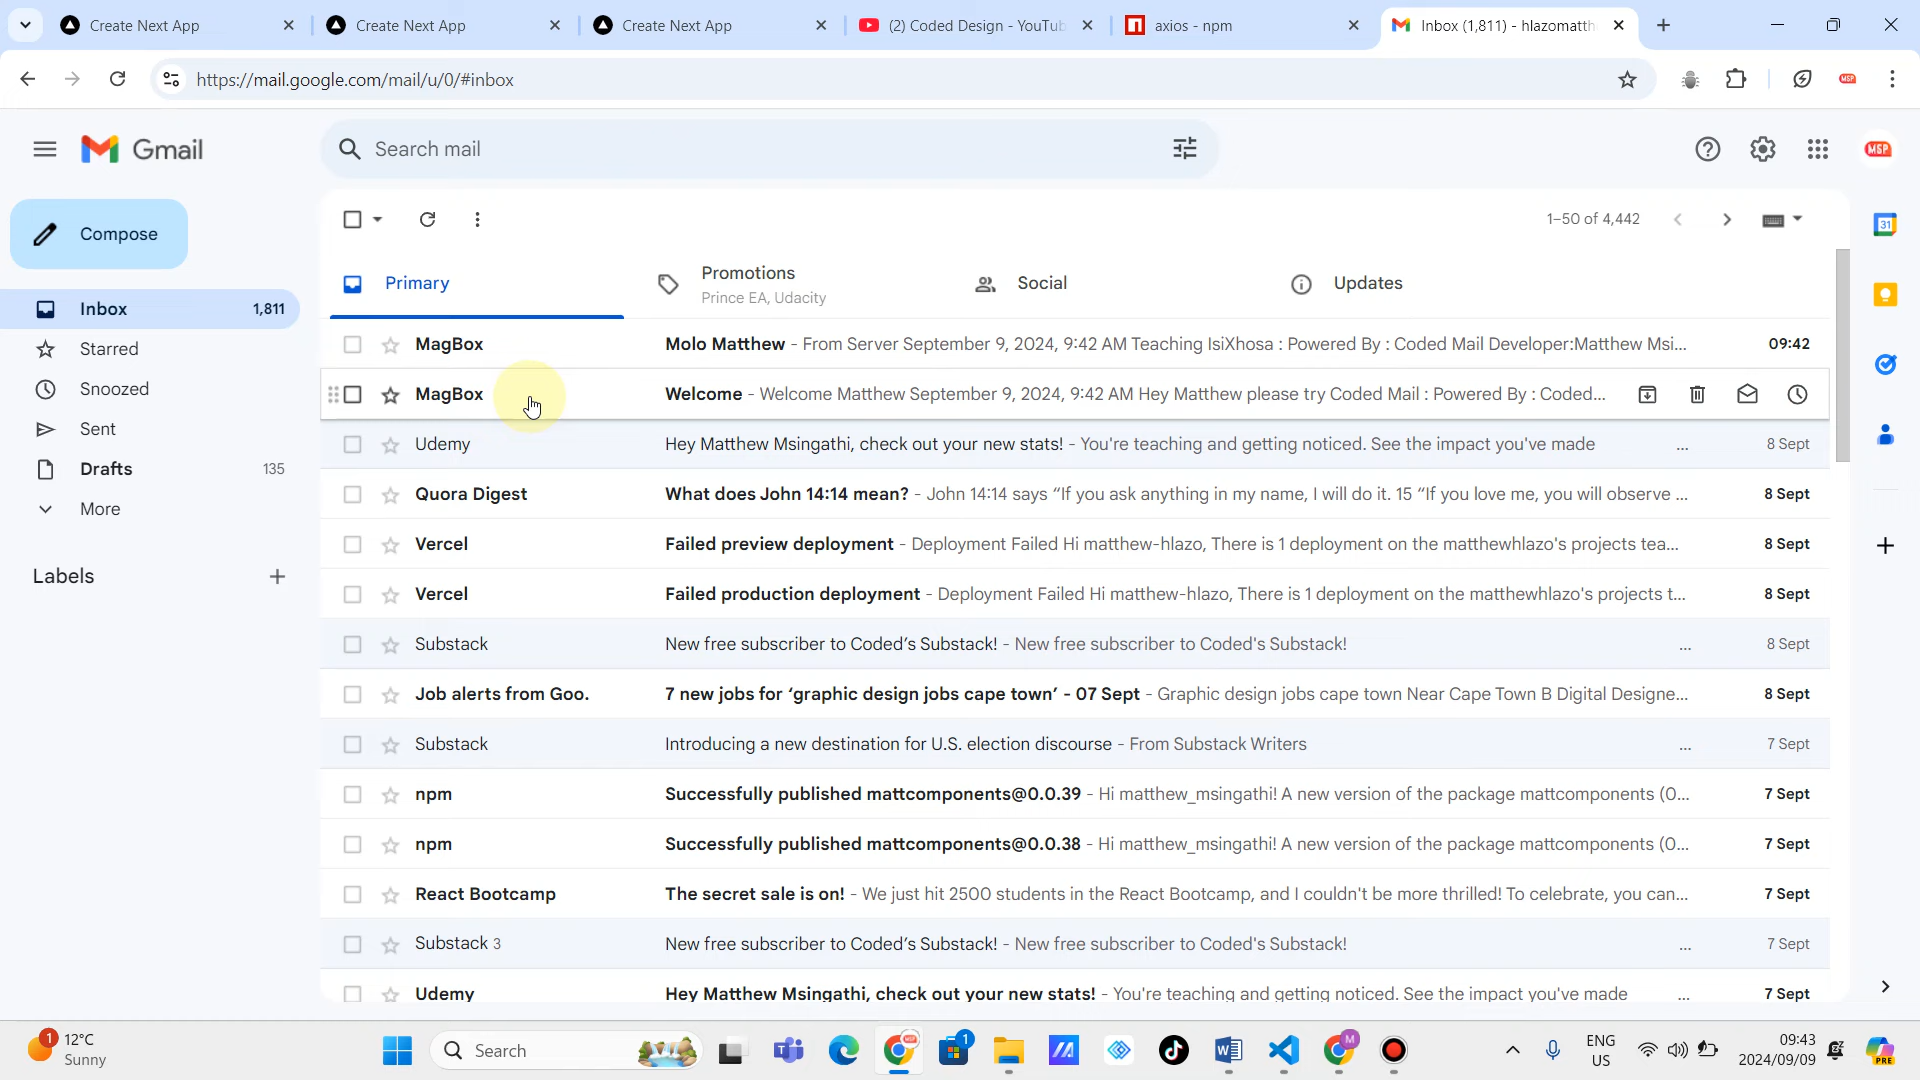 Create Next App
Create Next App
Create Next App
(2) Coded Design - YouTub
axios - npm
Inbox (1,811) - hlazomatth
https://mail.google.com/mail/u/0/#inbox
MSP
Gmail
Search mail
MSP
Compose
1–50 of 4,442
31
Primary
Promotions
Prince EA, Udacity
Social
Updates
Inbox 1,811
Starred
Snoozed
Sent
Drafts 135
More
Labels
MagBox Molo Matthew - From Server September 9, 2024, 9:42 AM Teaching IsiXhosa : Powered By : Coded Mail Developer:Matthew Msi... 09:42
MagBox Welcome - Welcome Matthew September 9, 2024, 9:42 AM Hey Matthew please try Coded Mail : Powered By : Coded...
Udemy Hey Matthew Msingathi, check out your new stats! - You're teaching and getting noticed. See the impact you've made ... 8 Sept
Quora Digest What does John 14:14 mean? - John 14:14 says “If you ask anything in my name, I will do it. 15 “If you love me, you will observe ... 8 Sept
Vercel Failed preview deployment - Deployment Failed Hi matthew-hlazo, There is 1 deployment on the matthewhlazo's projects tea... 8 Sept
Vercel Failed production deployment - Deployment Failed Hi matthew-hlazo, There is 1 deployment on the matthewhlazo's projects t... 8 Sept
Substack New free subscriber to Coded’s Substack! - New free subscriber to Coded's Substack! ... 8 Sept
Job alerts from Goo. 7 new jobs for ‘graphic design jobs cape town’ - 07 Sept - Graphic design jobs cape town Near Cape Town B Digital Designe... 8 Sept
Substack Introducing a new destination for U.S. election discourse - From Substack Writers ... 7 Sept
npm Successfully published mattcomponents@0.0.39 - Hi matthew_msingathi! A new version of the package mattcomponents (0... 7 Sept
npm Successfully published mattcomponents@0.0.38 - Hi matthew_msingathi! A new version of the package mattcomponents (0... 7 Sept
React Bootcamp The secret sale is on! - We just hit 2500 students in the React Bootcamp, and I couldn't be more thrilled! To celebrate, you can... 7 Sept
Substack 3 New free subscriber to Coded’s Substack! - New free subscriber to Coded's Substack! ... 7 Sept
Udemy Hey Matthew Msingathi, check out your new stats! - You're teaching and getting noticed. See the impact you've made ... 7 Sept
1
12°C
Sunny
Search
1
M
ENG
US
09:43
2024/09/09
PRE